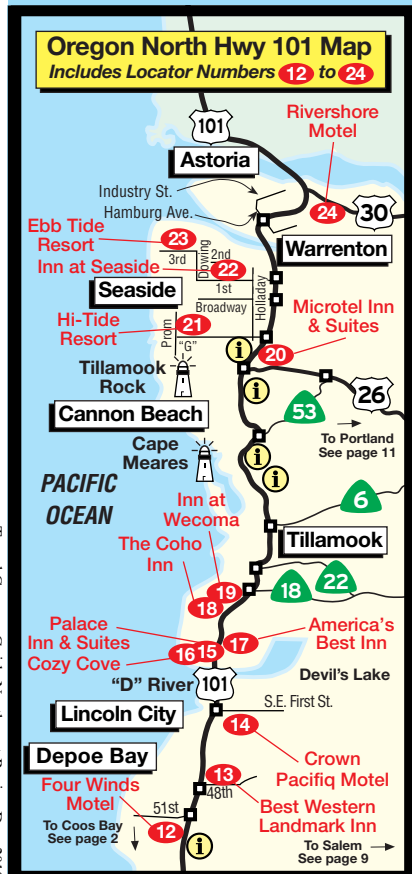 Oregon North Hwy 101 Map
Includes Locator Numbers 12 to 24
Rivershore
Motel
101
Astoria
Industry St.
Hamburg Ave.
24
30
Ebb Tide
Resort
23
3rd
Dowing
2nd
Warrenton
Inn at Seaside
22
1st
Seaside
Broadway
Holladay
Microtel Inn
& Suites
Hi-Tide
Resort
21
Prom
"G"
i
20
Tillamook
Rock
i
26
Cannon Beach
53
Cape
Meares
i
i
To Portland
See page 11
PACIFIC
OCEAN
6
Inn at
Wecoma
Tillamook
The Coho
Inn
19
18
18
22
Palace
Inn & Suites
Cozy Cove
16
15
17
America's
Best Inn
"D" River
101
Devil's Lake
Lincoln City
S.E. First St.
14
Depoe Bay
Crown
Pacifiq Motel
Four Winds
Motel
13
48th
Best Western
Landmark Inn
51st
To Coos Bay
See page 2
12
i
To Salem
See page 9